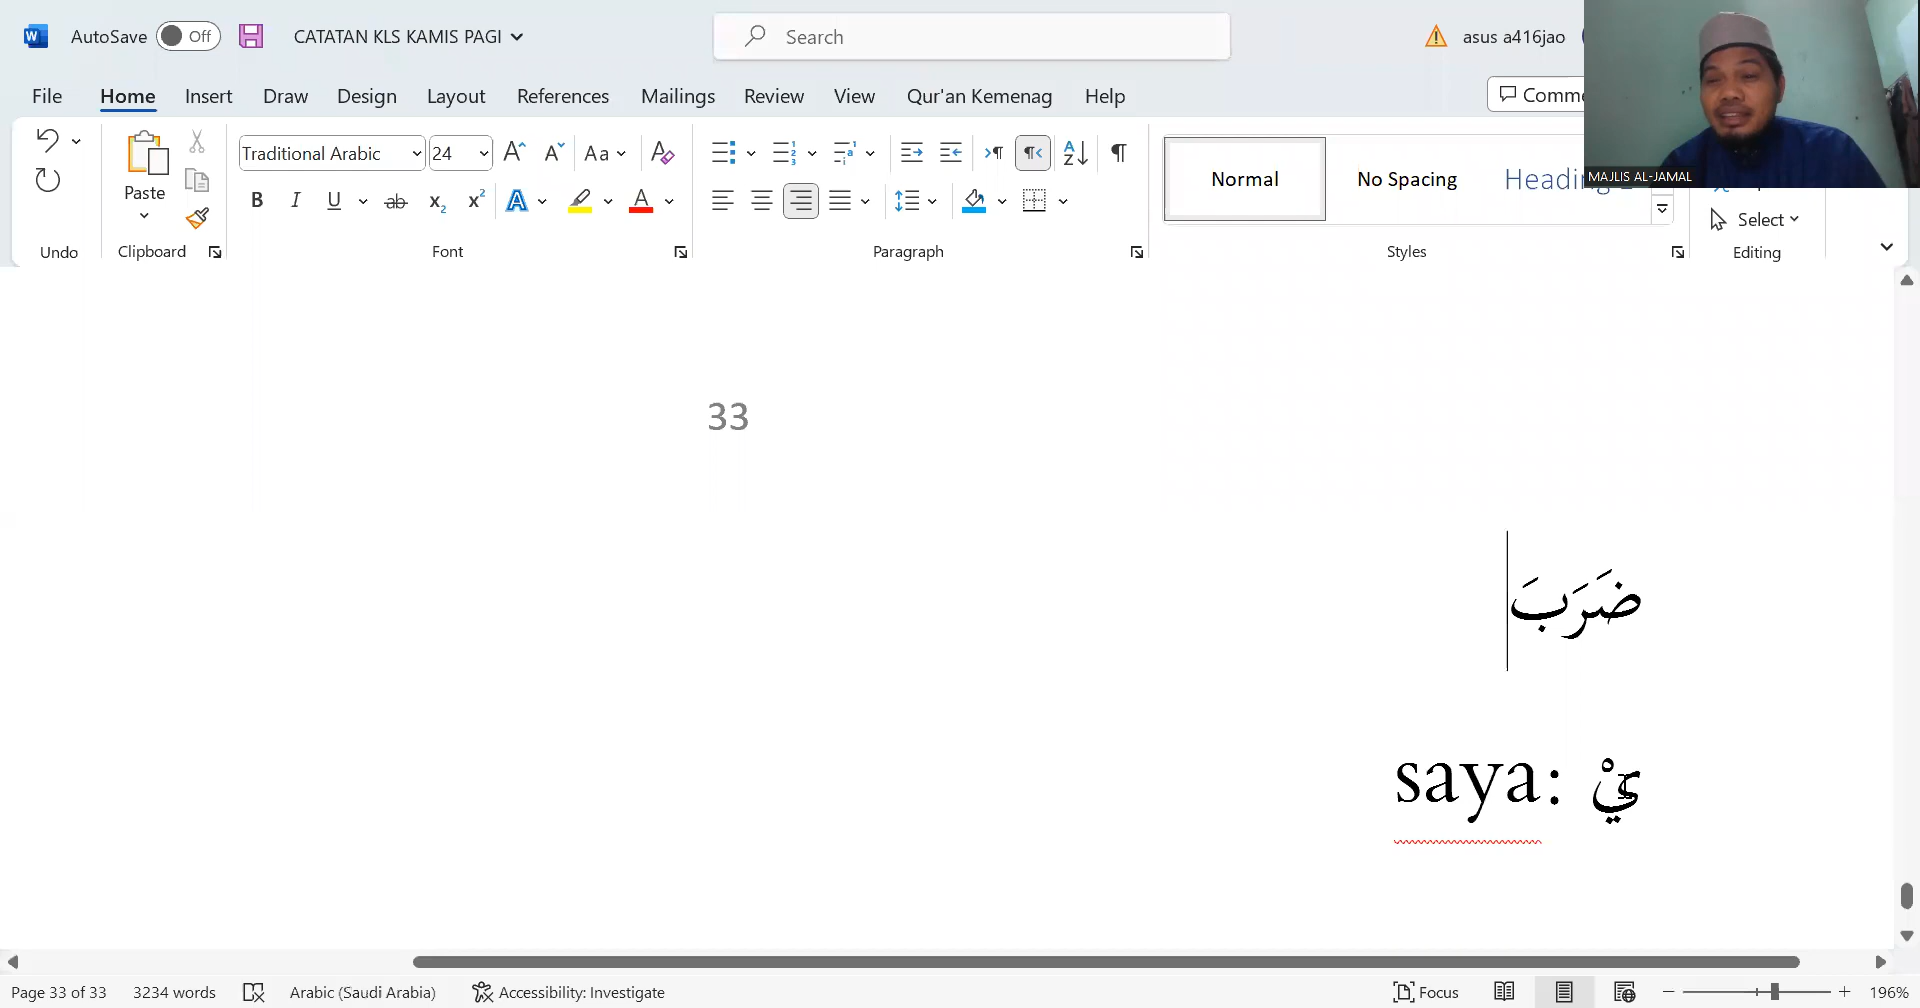 AutoSave Off CATATAN KLS KAMIS PAGI Search asus a416jao
File Home Insert Draw Design Layout References Mailings Review View Qur'an Kemenag Help
Traditional Arabic 24 Aa
Paste
B I U ab
Normal No Spacing
Select
Undo Clipboard Font Paragraph Styles Editing
MAJLIS AL-JAMAL
33
ضَرَبَ
يْ :saya
Page 33 of 33 3234 words Arabic (Saudi Arabia) Accessibility: Investigate Focus 196%